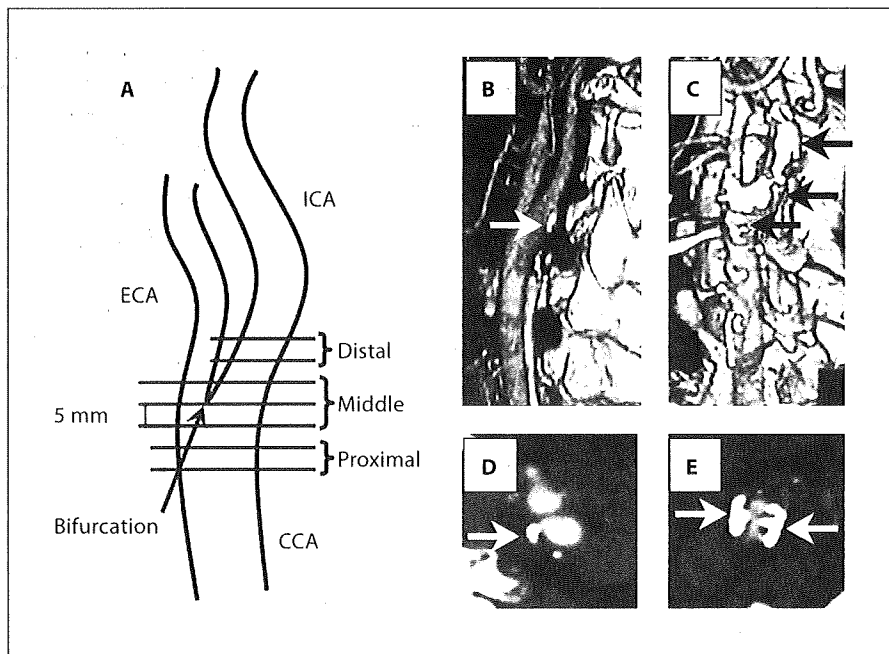 A
B
C
ICA
ECA
Distal
5 mm
Middle
Proximal
Bifurcation
CCA
D
E